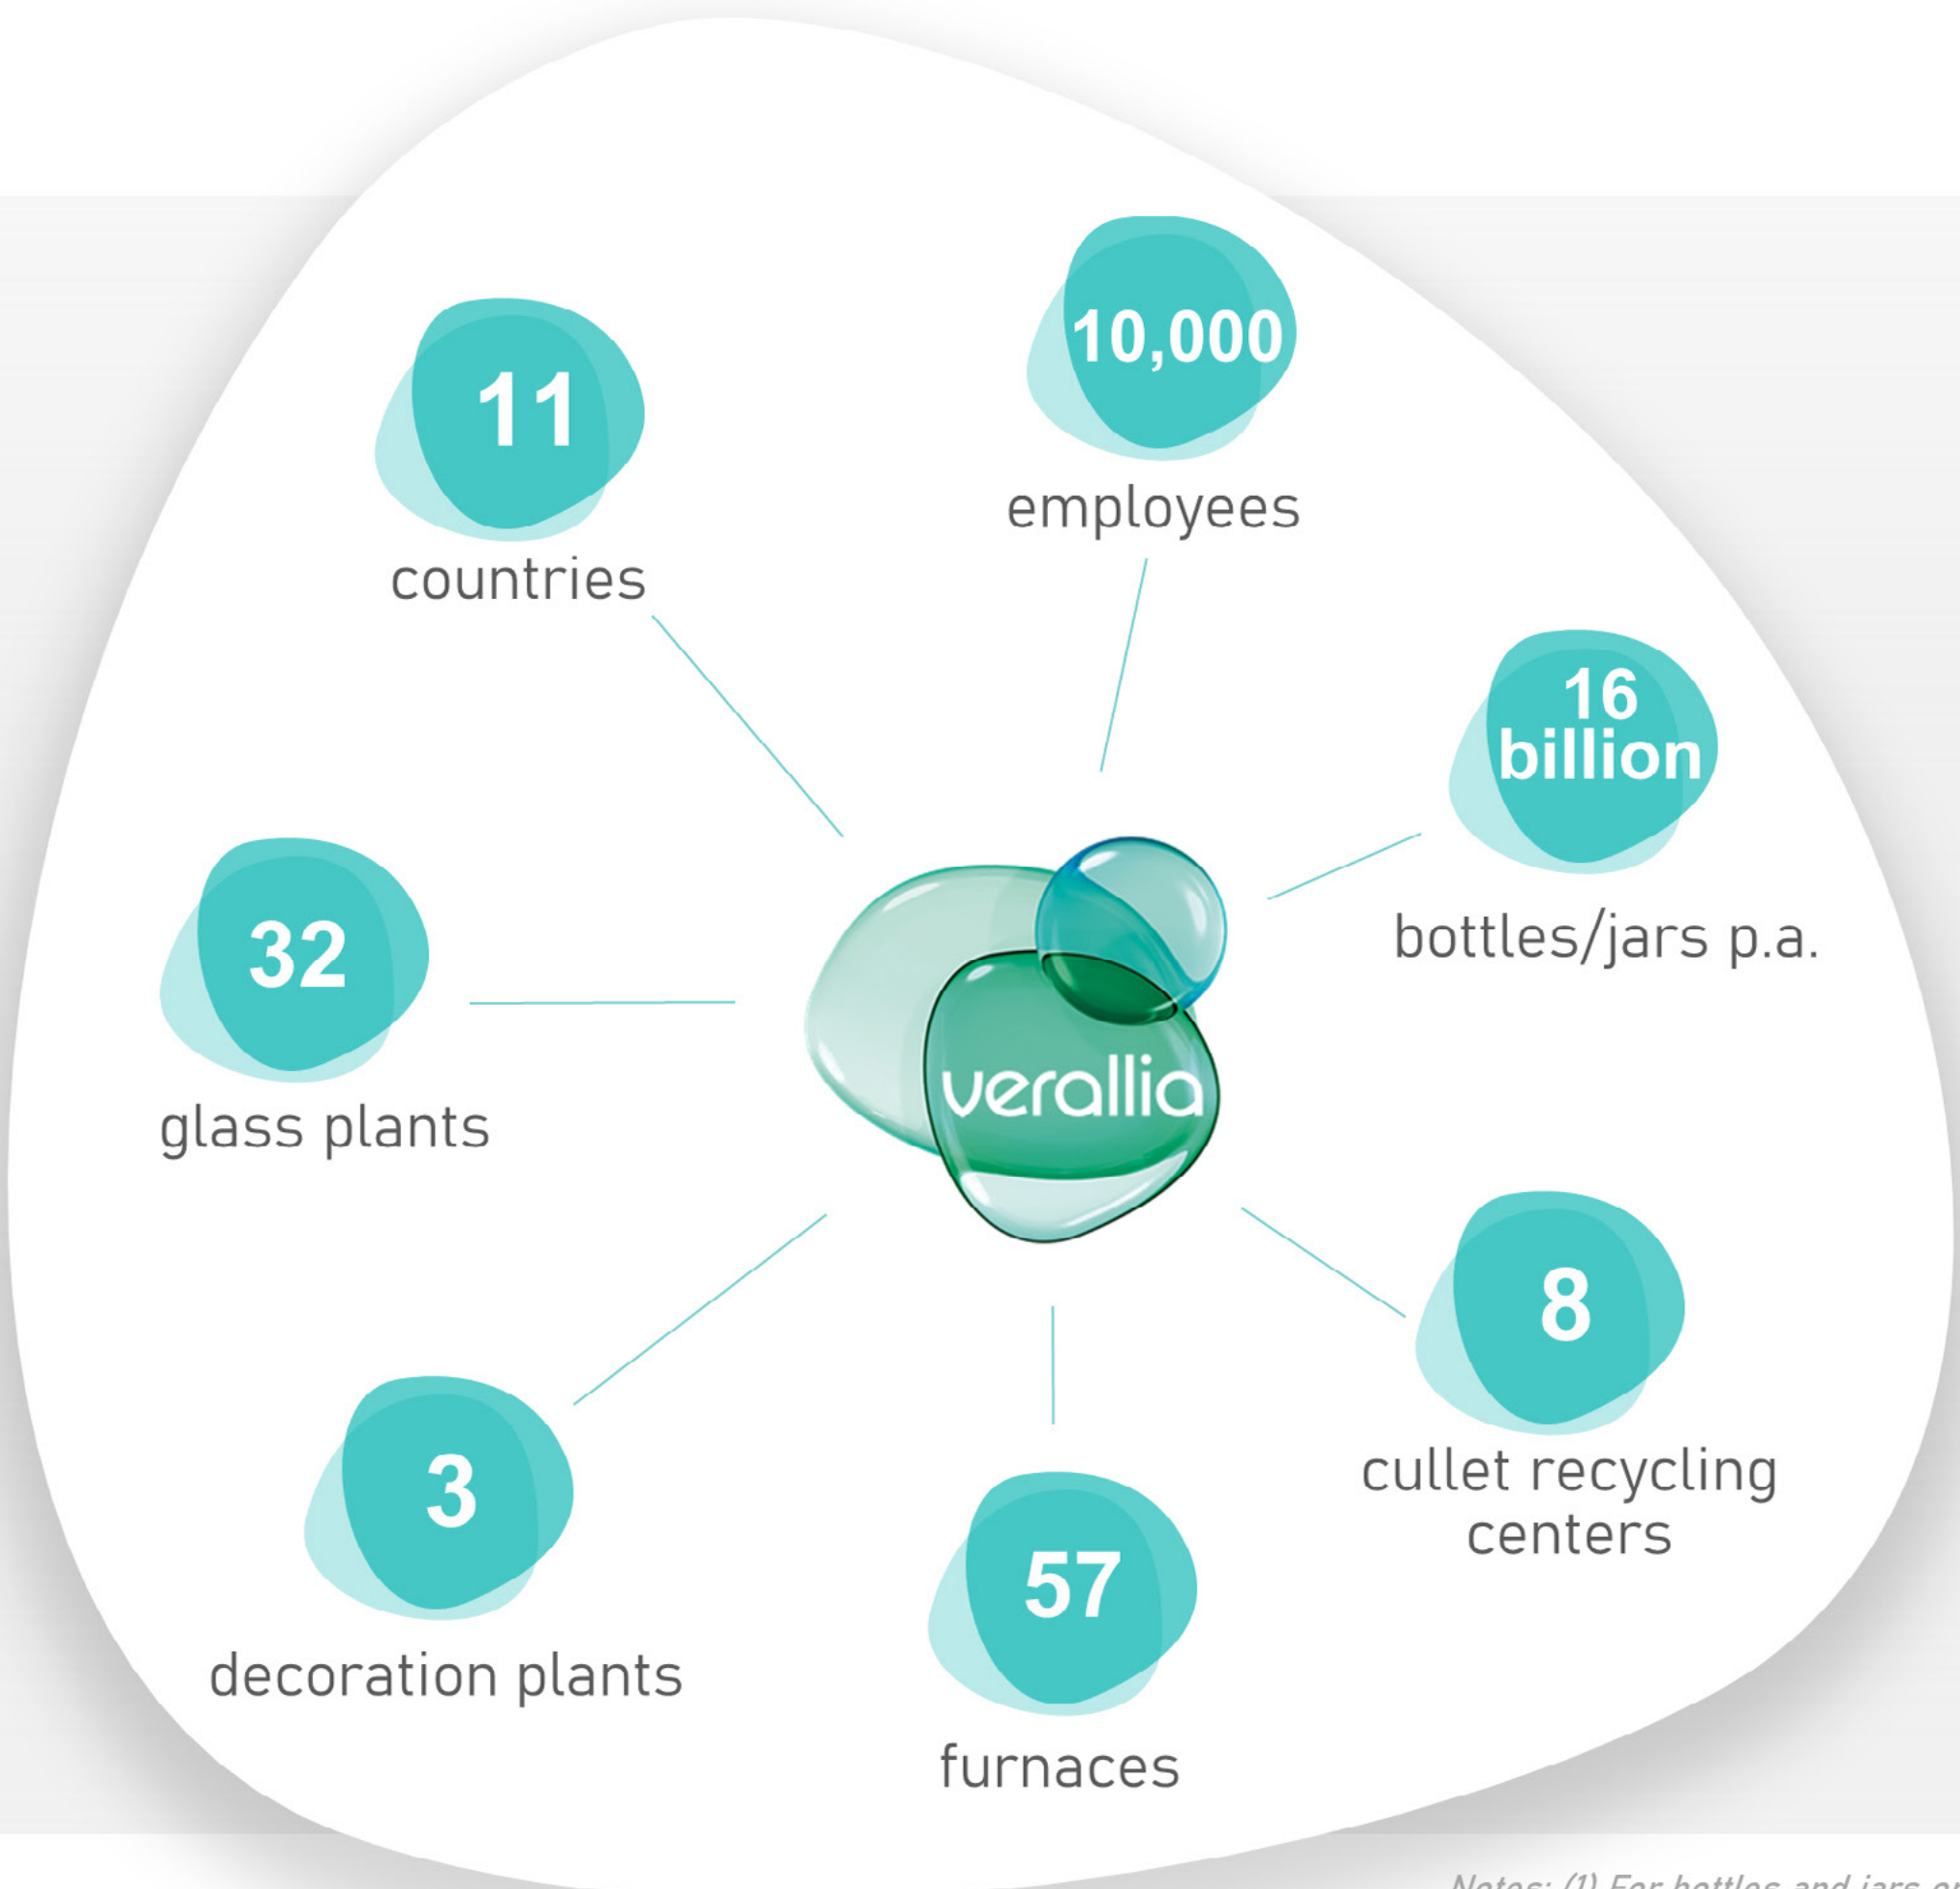 11
countries
10,000
employees
16
billion
bottles/jars p.a.
32
glass plants
verallia
8
cullet recycling
centers
3
decoration plants
57
furnaces
Notes: (1) For bottles and jars